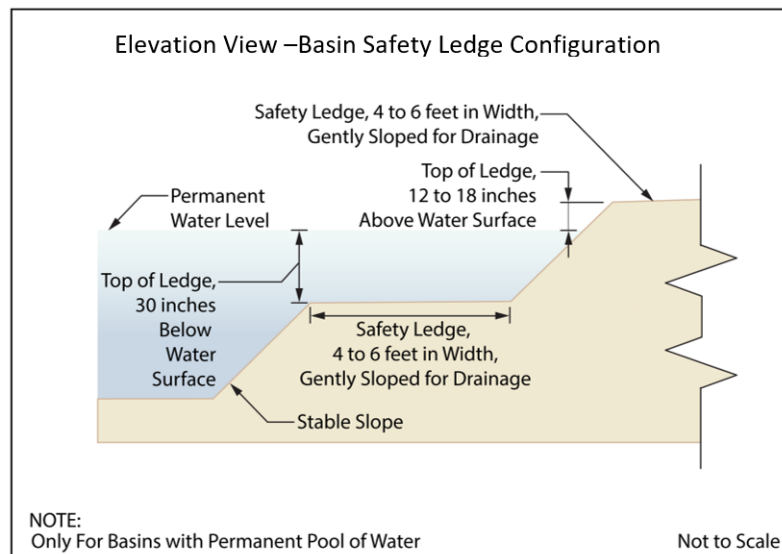 Elevation View –Basin Safety Ledge Configuration
Safety Ledge, 4 to 6 feet in Width,
Gently Sloped for Drainage
Top of Ledge,
12 to 18 inches
Above Water Surface
Permanent
Water Level
Top of Ledge,
30 inches
Below
Water
Surface
Safety Ledge,
4 to 6 feet in Width,
Gently Sloped for Drainage
Stable Slope
NOTE:
Only For Basins with Permanent Pool of Water
Not to Scale